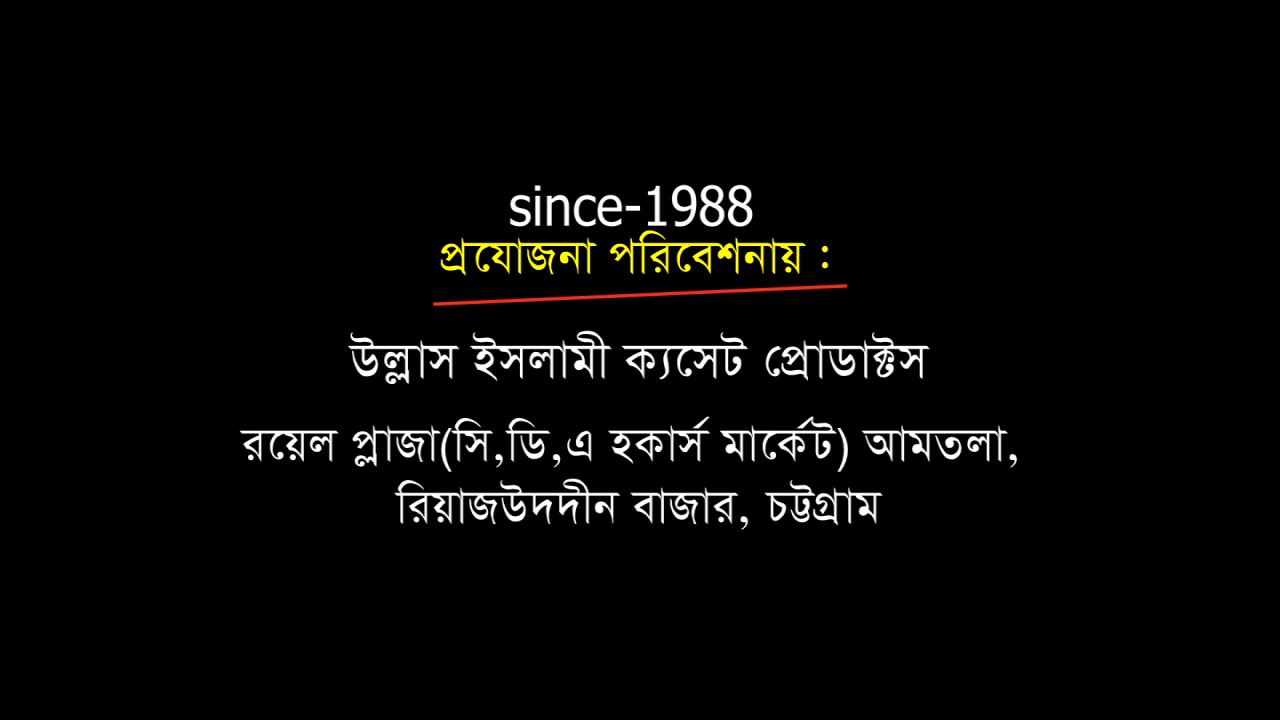 since-1988
প্রযোজনা পরিবেশনায় :
উল্লাস ইসলামী ক্যসেট প্রোডাক্টস
রয়েল প্লাজা(সি,ডি,এ হকার্স মার্কেট) আমতলা,
রিয়াজউদদীন বাজার, চট্টগ্রাম